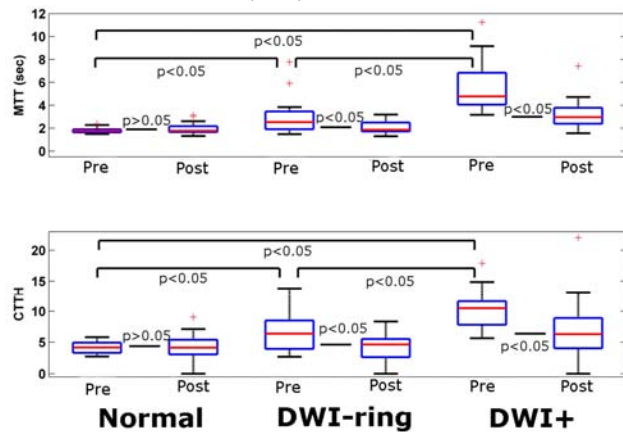 12
10
8
6
4
2
0
MTT (sec)
p<0.05
p<0.05 p<0.05
p>0.05 p<0.05 p<0.05
Pre Post Pre Post Pre Post
20
15
10
5
0
CTTH
p<0.05
p<0.05 p<0.05
p>0.05 p<0.05 p<0.05
Pre Post Pre Post Pre Post
Normal DWI-ring DWI+